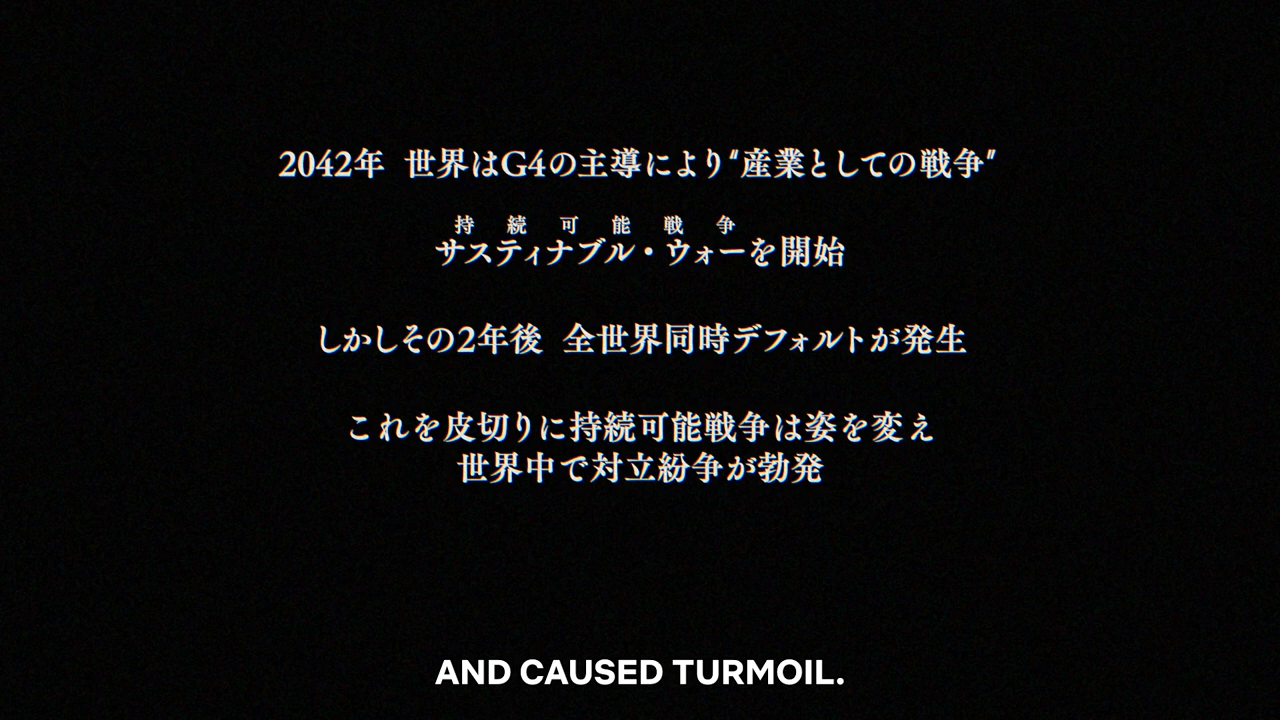 2042年 世界はG4の主導により“産業としての戦争”
持続可能戦争
サスティナブル・ウォーを開始
しかしその2年後 全世界同時デフォルトが発生
これを皮切りに持続可能戦争は姿を変え
世界中で対立紛争が勃発
AND CAUSED TURMOIL.